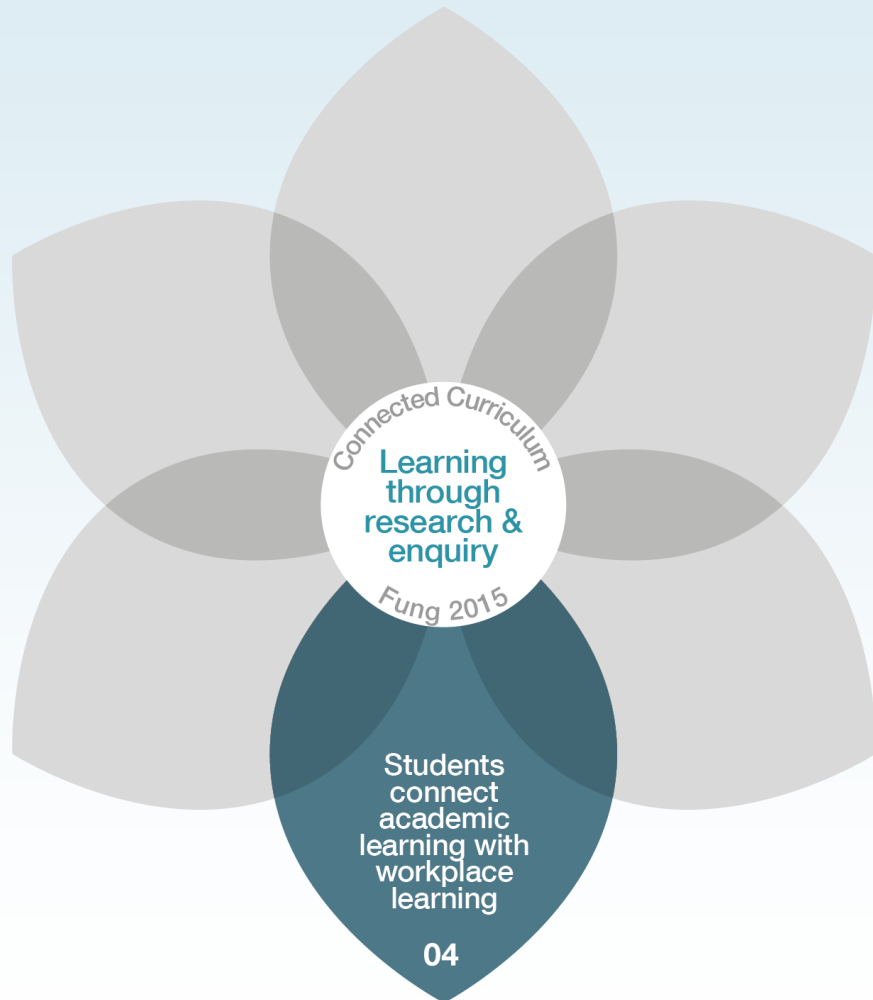 Connected Curriculum
Learning
through
research &
enquiry
Fung 2015
Students
connect
academic
learning with
workplace
learning
04